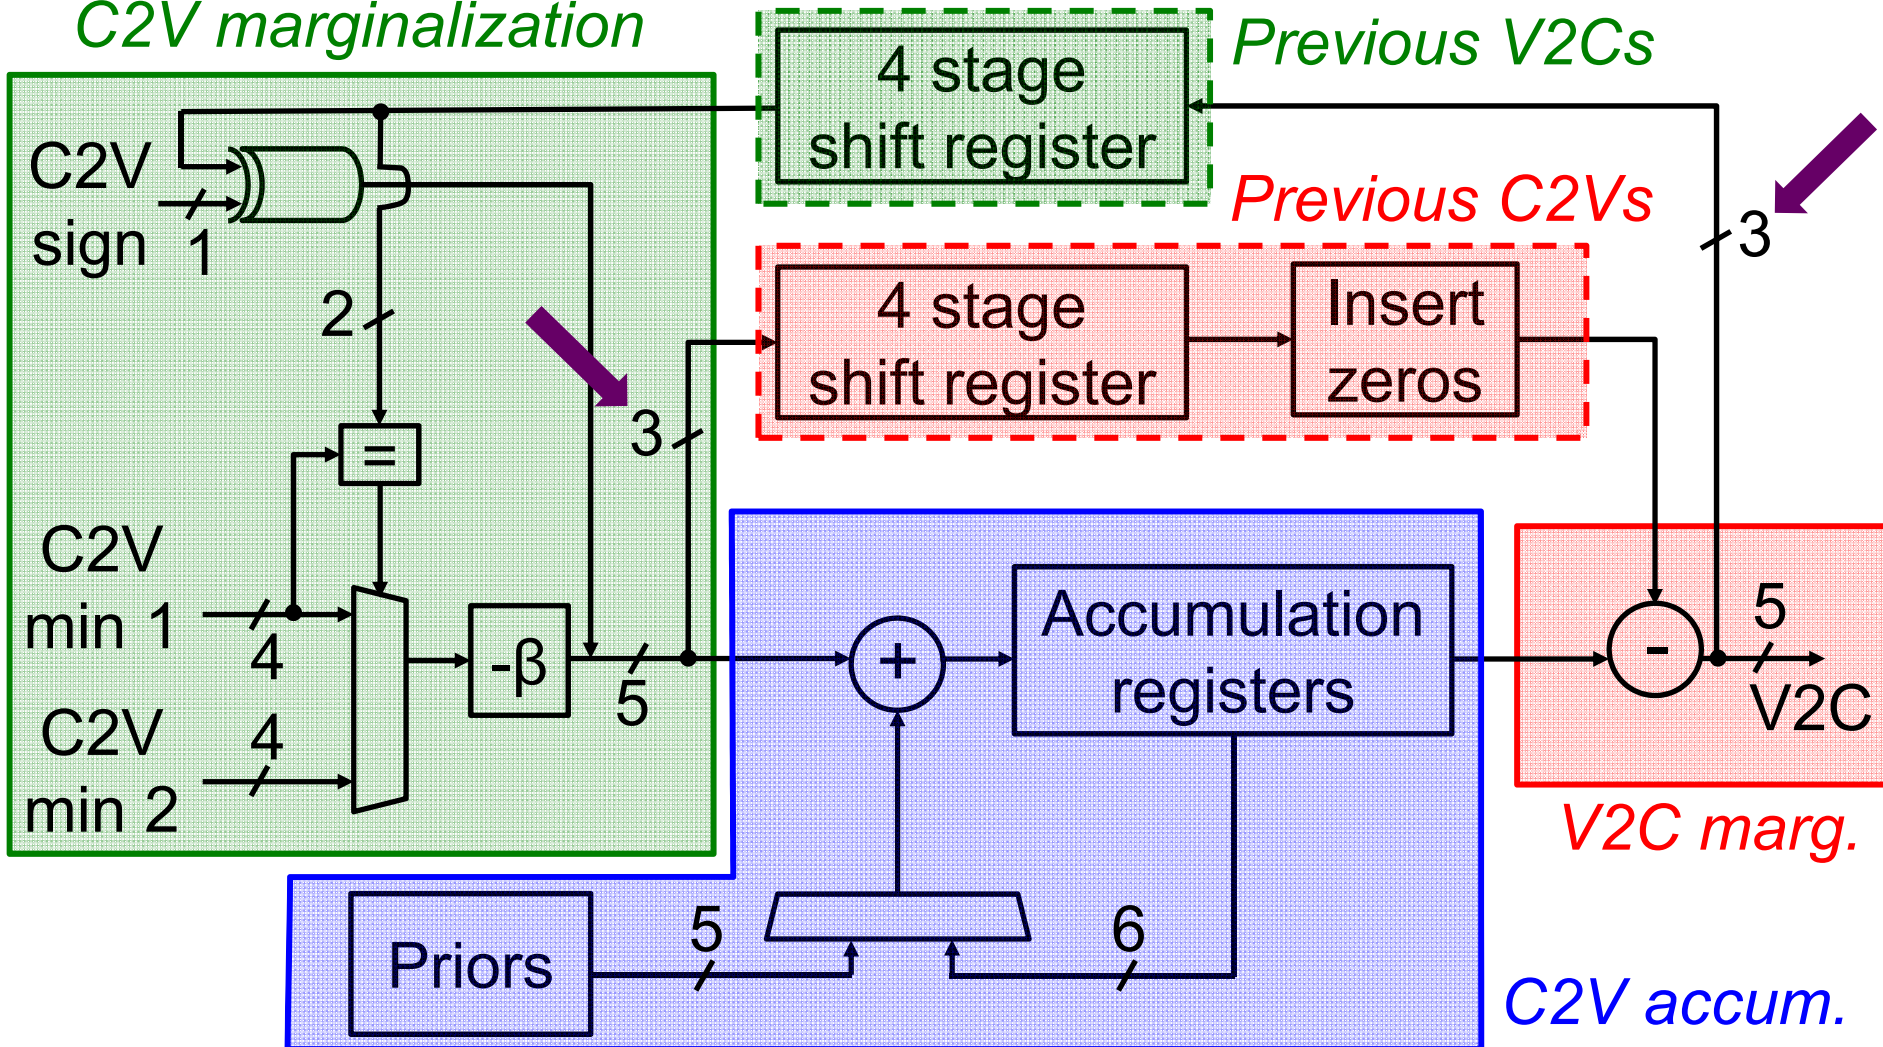 C2V marginalization
4 stage
shift register
Previous V2Cs
C2V
sign
1
2
3
Previous C2Vs
4 stage
shift register
Insert
zeros
3
=
C2V
min 1
4
C2V
min 2
4
-β
5
+
Accumulation
registers
-
5
V2C
V2C marg.
Priors
5
6
C2V accum.